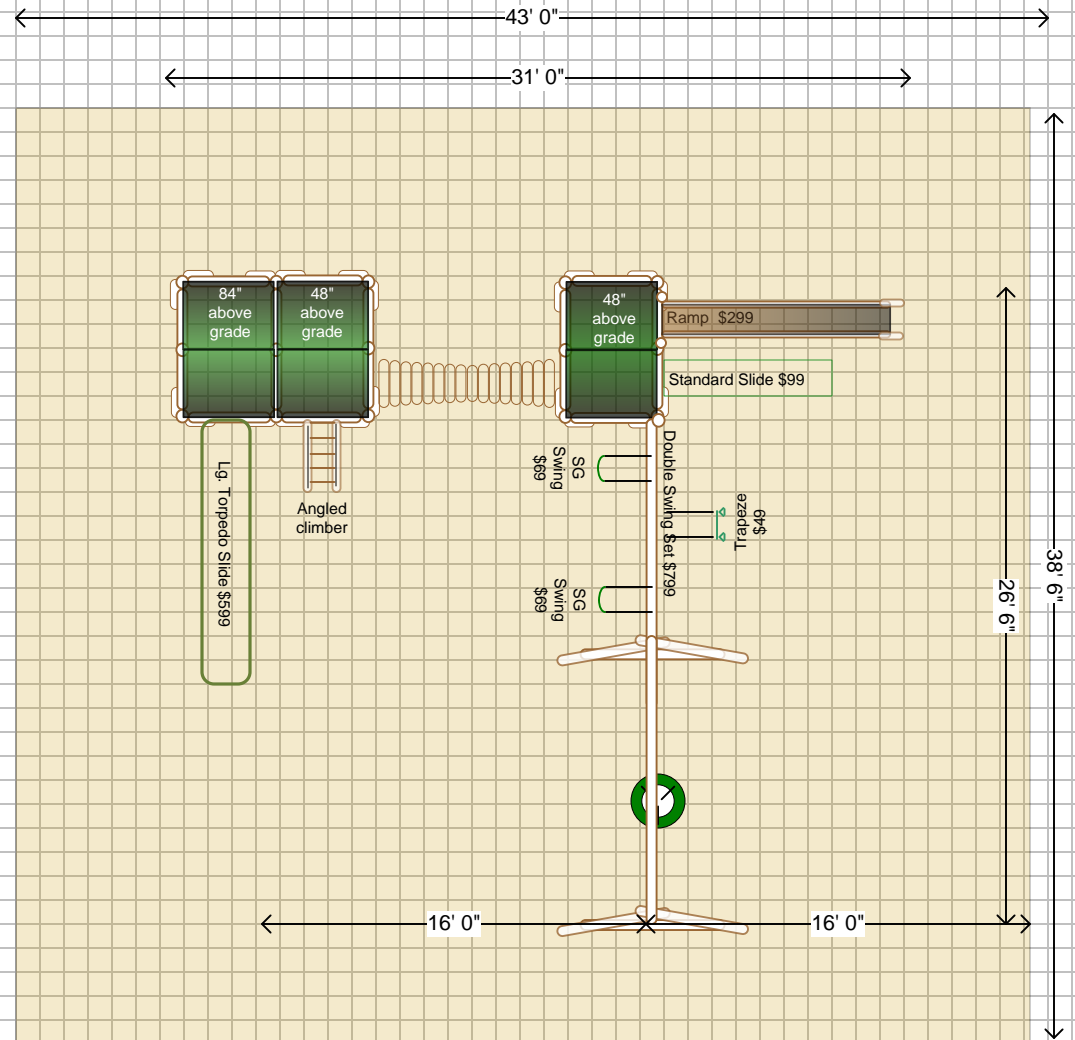 43' 0"
31' 0"
84"
above
grade
48"
above
grade
48"
above
grade
Ramp $299
Standard Slide $99
Lg. Torpedo Slide $599
Angled
climber
SG
Swing
$69
Double Swing Set $799
Trapeze
$49
SG
Swing
$69
38' 6"
26' 6"
16' 0"
16' 0"